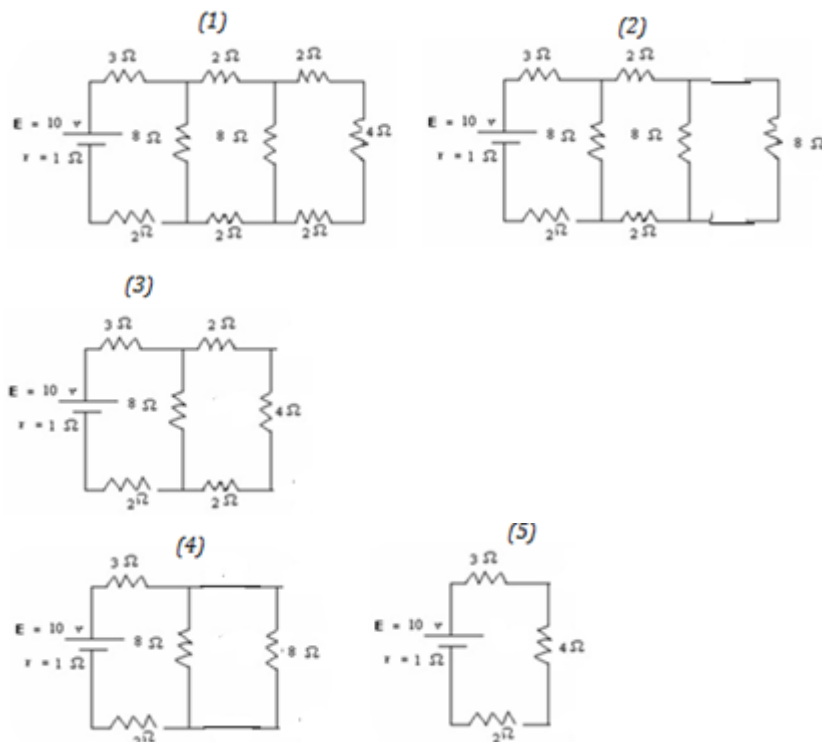 (1)
3 Ω 2 Ω 2Ω
E = 10 v
r = 1 Ω
8 Ω 8 Ω 4 Ω
2Ω 2 Ω 2 Ω
(2)
3 Ω 2 Ω
E = 10 v
r = 1 Ω
8 Ω 8 Ω 8 Ω
2Ω 2 Ω
(3)
3 Ω 2 Ω
E = 10 v
r = 1 Ω
8 Ω 4 Ω
2Ω 2 Ω
(4)
3 Ω
E = 10 v
r = 1 Ω
8 Ω 8 Ω
2Ω
(5)
3 Ω
E = 10 v
r = 1 Ω
4 Ω
2Ω